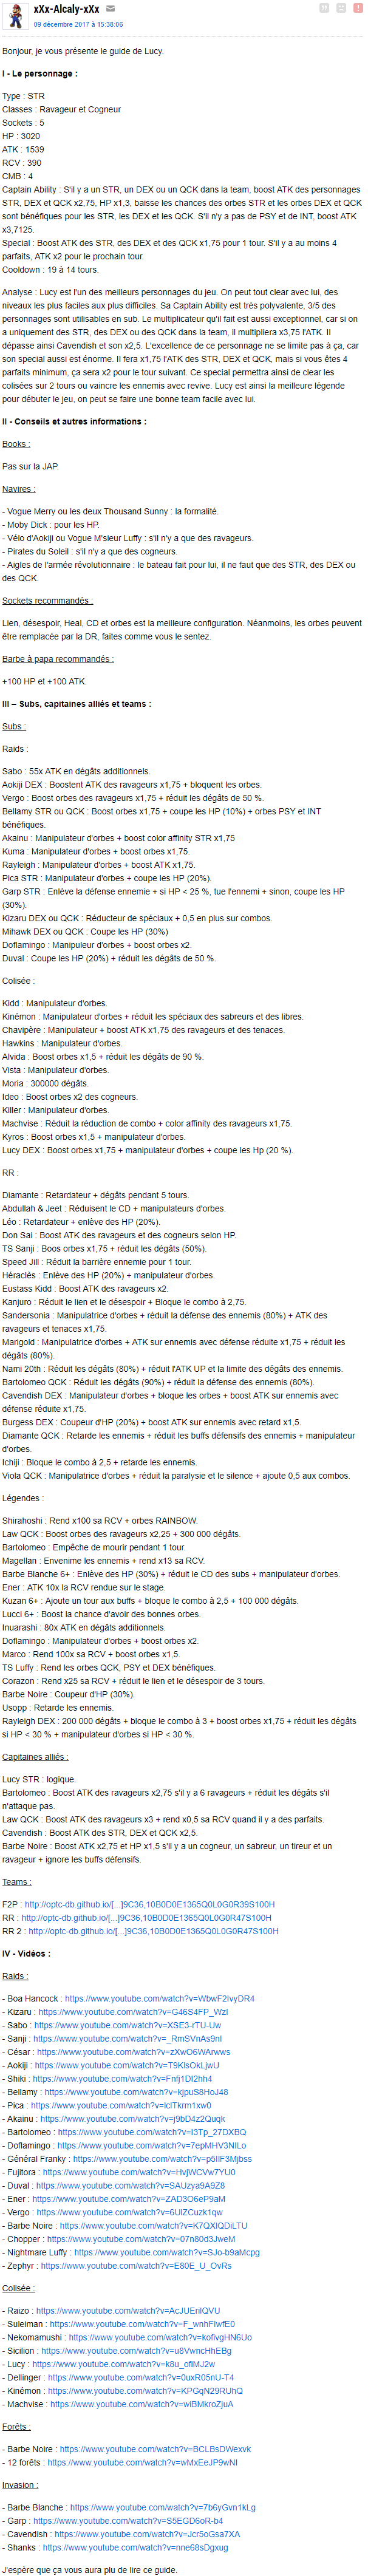 xXx-Alcaly-xXx
09 décembre 2017 à 15:38:06
Bonjour, je vous présente le guide de Lucy.
I - Le personnage :
Type : STR
Classes : Ravageur et Cogneur
Sockets : 5
HP : 3020
ATK : 1539
RCV : 390
CMB : 4
Captain Ability : S'il y a un STR, un DEX ou un QCK dans la team, boost ATK des personnages
STR, DEX et QCK x2,75, HP x1,3, baisse les chances des orbes STR et les orbes DEX et QCK
sont bénéfiques pour les STR, les DEX et les QCK. S'il n'y a pas de PSY et de INT, boost ATK
x3,7125.
Special : Boost ATK des STR, des DEX et des QCK x1,75 pour 1 tour. S'il y a au moins 4
parfaits, ATK x2 pour le prochain tour.
Cooldown : 19 à 14 tours.
Analyse : Lucy est l'un des meilleurs personnages du jeu. On peut tout clear avec lui, des
niveaux les plus faciles aux plus difficiles. Sa Captain Ability est très polyvalente, 3/5 des
personnages sont utilisables en sub. Le multiplicateur qu'il fait est aussi exceptionnel, car si on
a uniquement des STR, des DEX ou des QCK dans la team, il multipliera x3,75 l'ATK. Il
dépasse ainsi Cavendish et son x2,5. L'excellence de ce personnage ne se limite pas à ça, car
son special aussi est énorme. Il fera x1,75 l'ATK des STR, DEX et QCK, mais si vous êtes 4
parfaits minimum, ça sera x2 pour le tour suivant. Ce special permettra ainsi de clear les
colisées sur 2 tours ou vaincre les ennemis avec revive. Lucy est ainsi la meilleure légende
pour débuter le jeu, on peut se faire une bonne team facile avec lui.
II - Conseils et autres informations :
Books :
Pas sur la JAP.
Navires :
- Vogue Merry ou les deux Thousand Sunny : la formalité.
- Moby Dick : pour les HP.
- Vélo d'Aokiji ou Vogue M'sieur Luffy : s'il n'y a que des ravageurs.
- Pirates du Soleil : s'il n'y a que des cogneurs.
- Aigles de l'armée révolutionnaire : le bateau fait pour lui, il ne faut que des STR, des DEX ou
des QCK.
Sockets recommandés :
Lien, désespoir, Heal, CD et orbes est la meilleure configuration. Néanmoins, les orbes peuvent
être remplacée par la DR, faites comme vous le sentez.
Barbe à papa recommandés :
+100 HP et +100 ATK.
III – Subs, capitaines alliés et teams :
Subs :
Raids :
Sabo : 55x ATK en dégâts additionnels.
Aokiji DEX : Boostent ATK des ravageurs x1,75 + bloquent les orbes.
Vergo : Boost orbes des ravageurs x1,75 + réduit les dégâts de 50 %.
Bellamy STR ou QCK : Boost orbes x1,75 + coupe les HP (10%) + orbes PSY et INT
bénéfiques.
Akainu : Manipulateur d'orbes + boost color affinity STR x1,75
Kuma : Manipulateur d'orbes + boost orbes x1,75.
Rayleigh : Manipulateur d'orbes + boost ATK x1,75.
Pica STR : Manipulateur d'orbes + coupe les HP (20%).
Garp STR : Enlève la défense ennemie + si HP < 25 %, tue l'ennemi + sinon, coupe les HP
(30%).
Kizaru DEX ou QCK : Réducteur de spéciaux + 0,5 en plus sur combos.
Mihawk DEX ou QCK : Coupe les HP (30%)
Doflamingo : Manipuleur d'orbes + boost orbes x2.
Duval : Coupe les HP (20%) + réduit les dégâts de 50 %.
Colisée :
Kidd : Manipulateur d'orbes.
Kinémon : Manipulateur d'orbes + réduit les spéciaux des sabreurs et des libres.
Chavipère : Manipulateur + boost ATK x1,75 des ravageurs et des tenaces.
Hawkins : Manipulateur d'orbes.
Alvida : Boost orbes x1,5 + réduit les dégâts de 90 %.
Vista : Manipulateur d'orbes.
Moria : 300000 dégâts.
Ideo : Boost orbes x2 des cogneurs.
Killer : Manipulateur d'orbes.
Machvise : Réduit la réduction de combo + color affinity des ravageurs x1,75.
Kyros : Boost orbes x1,5 + manipulateur d'orbes.
Lucy DEX : Boost orbes x1,75 + manipulateur d'orbes + coupe les Hp (20 %).
RR :
Diamante : Retardateur + dégâts pendant 5 tours.
Abdullah & Jeet : Réduisent le CD + manipulateurs d'orbes.
Léo : Retardateur + enlève des HP (20%).
Don Sai : Boost ATK des ravageurs et des cogneurs selon HP.
TS Sanji : Boos orbes x1,75 + réduit les dégâts (50%).
Speed Jill : Réduit la barrière ennemie pour 1 tour.
Héraclès : Enlève des HP (20%) + manipulateur d'orbes.
Eustass Kidd : Boost ATK des ravageurs x2.
Kanjuro : Réduit le lien et le désespoir + Bloque le combo à 2,75.
Sandersonia : Manipulatrice d'orbes + réduit la défense des ennemis (80%) + ATK des
ravageurs et tenaces x1,75.
Marigold : Manipulatrice d'orbes + ATK sur ennemis avec défense réduite x1,75 + réduit les
dégâts (80%).
Nami 20th : Réduit les dégâts (80%) + réduit l'ATK UP et la limite des dégâts des ennemis.
Bartolomeo QCK : Réduit les dégâts (90%) + réduit la défense des ennemis (80%).
Cavendish DEX : Manipulateur d'orbes + bloque les orbes + boost ATK sur ennemis avec
défense réduite x1,75.
Burgess DEX : Coupeur d'HP (20%) + boost ATK sur ennemis avec retard x1,5.
Diamante QCK : Retarde les ennemis + réduit les buffs défensifs des ennemis + manipulateur
d'orbes.
Ichiji : Bloque le combo à 2,5 + retarde les ennemis.
Viola QCK : Manipulatrice d'orbes + réduit la paralysie et le silence + ajoute 0,5 aux combos.
Légendes :
Shirahoshi : Rend x100 sa RCV + orbes RAINBOW.
Law QCK : Boost orbes des ravageurs x2,25 + 300 000 dégâts.
Bartolomeo : Empêche de mourir pendant 1 tour.
Magellan : Envenime les ennemis + rend x13 sa RCV.
Barbe Blanche 6+ : Enlève les HP (30%) + réduit le CD des subs + manipulateur d'orbes.
Ener : ATK 10x la RCV rendue sur le stage.
Kuzan 6+ : Ajoute un tour aux buffs + bloque le combo à 2,5 + 100 000 dégâts.
Lucci 6+ : Boost la chance d'avoir des bonnes orbes.
Inuarashi : 80x ATK en dégâts additionnels.
Doflamingo : Manipulateur d'orbes + boost orbes x2.
Marco : Rend 100x sa RCV + boost orbes x1,5.
TS Luffy : Rend les orbes QCK, PSY et DEX bénéfiques.
Corazon : Rend x25 sa RCV + réduit le lien et le désespoir de 3 tours.
Barbe Noire : Coupeur d'HP (30%).
Usopp : Retarde les ennemis.
Rayleigh DEX : 200 000 dégâts + bloque le combo à 3 + boost orbes x1,75 + réduit les dégâts
si HP < 30 % + manipulateur d'orbes si HP < 30 %.
Capitaines alliés :
Lucy STR : logique.
Bartolomeo : Boost ATK des ravageurs x2,75 s'il y a 6 ravageurs + réduit les dégâts s'il
n'attaque pas.
Law QCK : Boost ATK des ravageurs x3 + rend x0,5 sa RCV quand il y a des parfaits.
Cavendish : Boost ATK des STR, DEX et QCK x2,5.
Barbe Noire : Boost ATK x2,75 et HP x1,5 s'il y a un cogneur, un sabreur, un tireur et un
ravageur + ignore les buffs défensifs.
Teams :
F2P : http://optc-db.github.io/[...]9C36,10B0D0E1365Q0L0G0R39S100H
RR : http://optc-db.github.io/[...]9C36,10B0D0E1365Q0L0G0R47S100H
RR 2 : http://optc-db.github.io/[...]9C36,10B0D0E1365Q0L0G0R47S100H
IV - Vidéos :
Raids :
- Boa Hancock : https://www.youtube.com/watch?v=WbwF2IvyDR4
- Kizaru : https://www.youtube.com/watch?v=G46S4FP_WzI
- Sabo : https://www.youtube.com/watch?v=XSE3-rTU-Uw
- Sanji : https://www.youtube.com/watch?v=_RmSVnAs9nI
- César : https://www.youtube.com/watch?v=zXwO6WArwws
- Aokiji : https://www.youtube.com/watch?v=T9KlsOkLjwU
- Shiki : https://www.youtube.com/watch?v=Fnfj1DI2hh4
- Bellamy : https://www.youtube.com/watch?v=kjpuS8HoJ48
- Pica : https://www.youtube.com/watch?v=lclTkrm1xw0
- Akainu : https://www.youtube.com/watch?v=j9bD4z2Quqk
- Bartolomeo : https://www.youtube.com/watch?v=I3Tp_27DXBQ
- Doflamingo : https://www.youtube.com/watch?v=7epMHV3NILo
- Général Franky : https://www.youtube.com/watch?v=p5IIF3Mjbss
- Fujitora : https://www.youtube.com/watch?v=HvjWCVw7YU0
- Duval : https://www.youtube.com/watch?v=SAUzya9A9Z8
- Ener : https://www.youtube.com/watch?v=ZAD3O6eP9aM
- Vergo : https://www.youtube.com/watch?v=6UlZCuzk1qw
- Barbe Noire : https://www.youtube.com/watch?v=K7QXlQDiLTU
- Chopper : https://www.youtube.com/watch?v=07n80d3JweM
- Nightmare Luffy : https://www.youtube.com/watch?v=SJo-b9aMcpg
- Zephyr : https://www.youtube.com/watch?v=E80E_U_OvRs
Colisée :
- Raizo : https://www.youtube.com/watch?v=AcJUErilQVU
- Suleiman : https://www.youtube.com/watch?v=F_wnhFIwfE0
- Nekomamushi : https://www.youtube.com/watch?v=kofivgHN6Uo
- Sicilion : https://www.youtube.com/watch?v=u8VwncHhEBg
- Lucy : https://www.youtube.com/watch?v=k8u_ofiMJ2w
- Dellinger : https://www.youtube.com/watch?v=0uxR05nU-T4
- Kinémon : https://www.youtube.com/watch?v=KPGqN29RUhQ
- Machvise : https://www.youtube.com/watch?v=wiBMkroZjuA
Forêts :
- Barbe Noire : https://www.youtube.com/watch?v=BCLBsDWexvk
- 12 forêts : https://www.youtube.com/watch?v=wMxEeJP9wNI
Invasion :
- Barbe Blanche : https://www.youtube.com/watch?v=7b6yGvn1kLg
- Garp : https://www.youtube.com/watch?v=S5EGD6oR-b4
- Cavendish : https://www.youtube.com/watch?v=Jcr5oGsa7XA
- Shanks : https://www.youtube.com/watch?v=nne68sDgxug
J'espère que ça vous aura plu de lire ce guide.